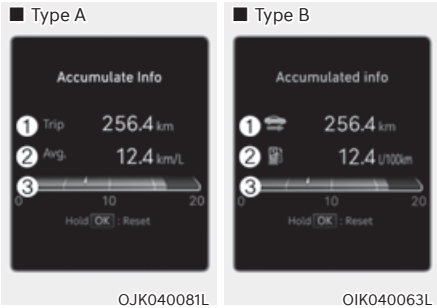 ■ Type A
Accumulate Info
① Trip 256.4 km
② Avg. 12.4 km/L
③
0 10 20
Hold OK : Reset
OJK040081L
■ Type B
Accumulated info
① 256.4 km
② 12.4 L/100km
③
0 10 20
Hold OK : Reset
OIK040063L